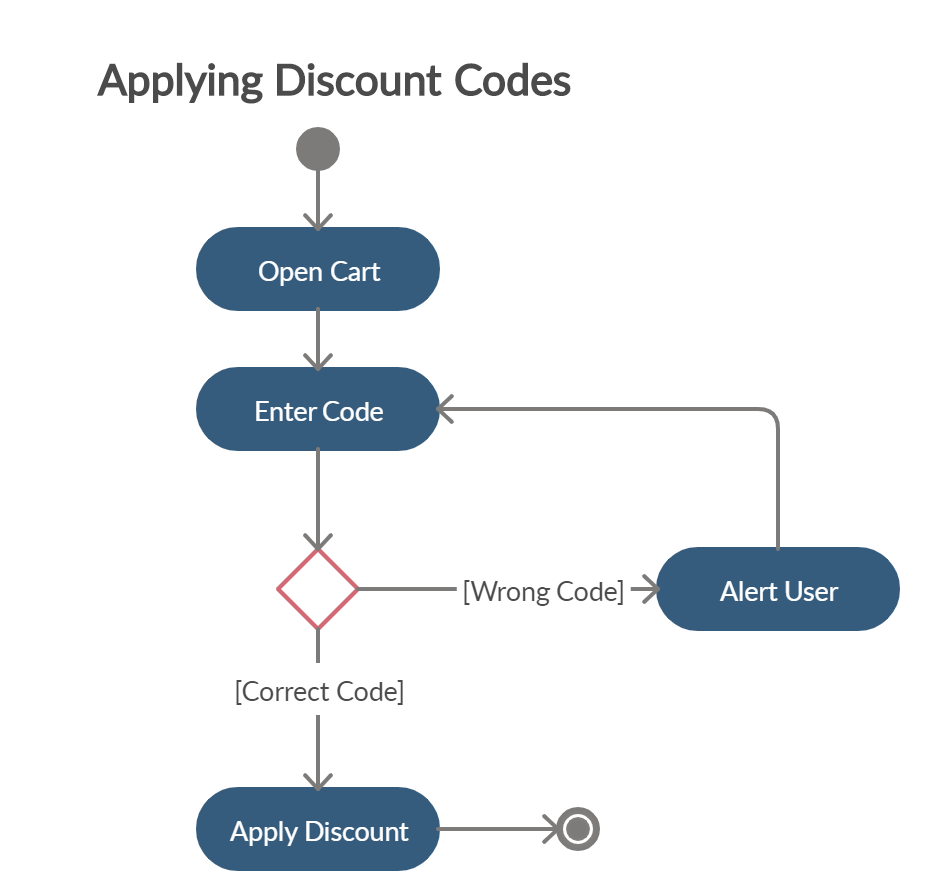 Applying Discount Codes
Open Cart
Enter Code
[Wrong Code]
Alert User
[Correct Code]
Apply Discount